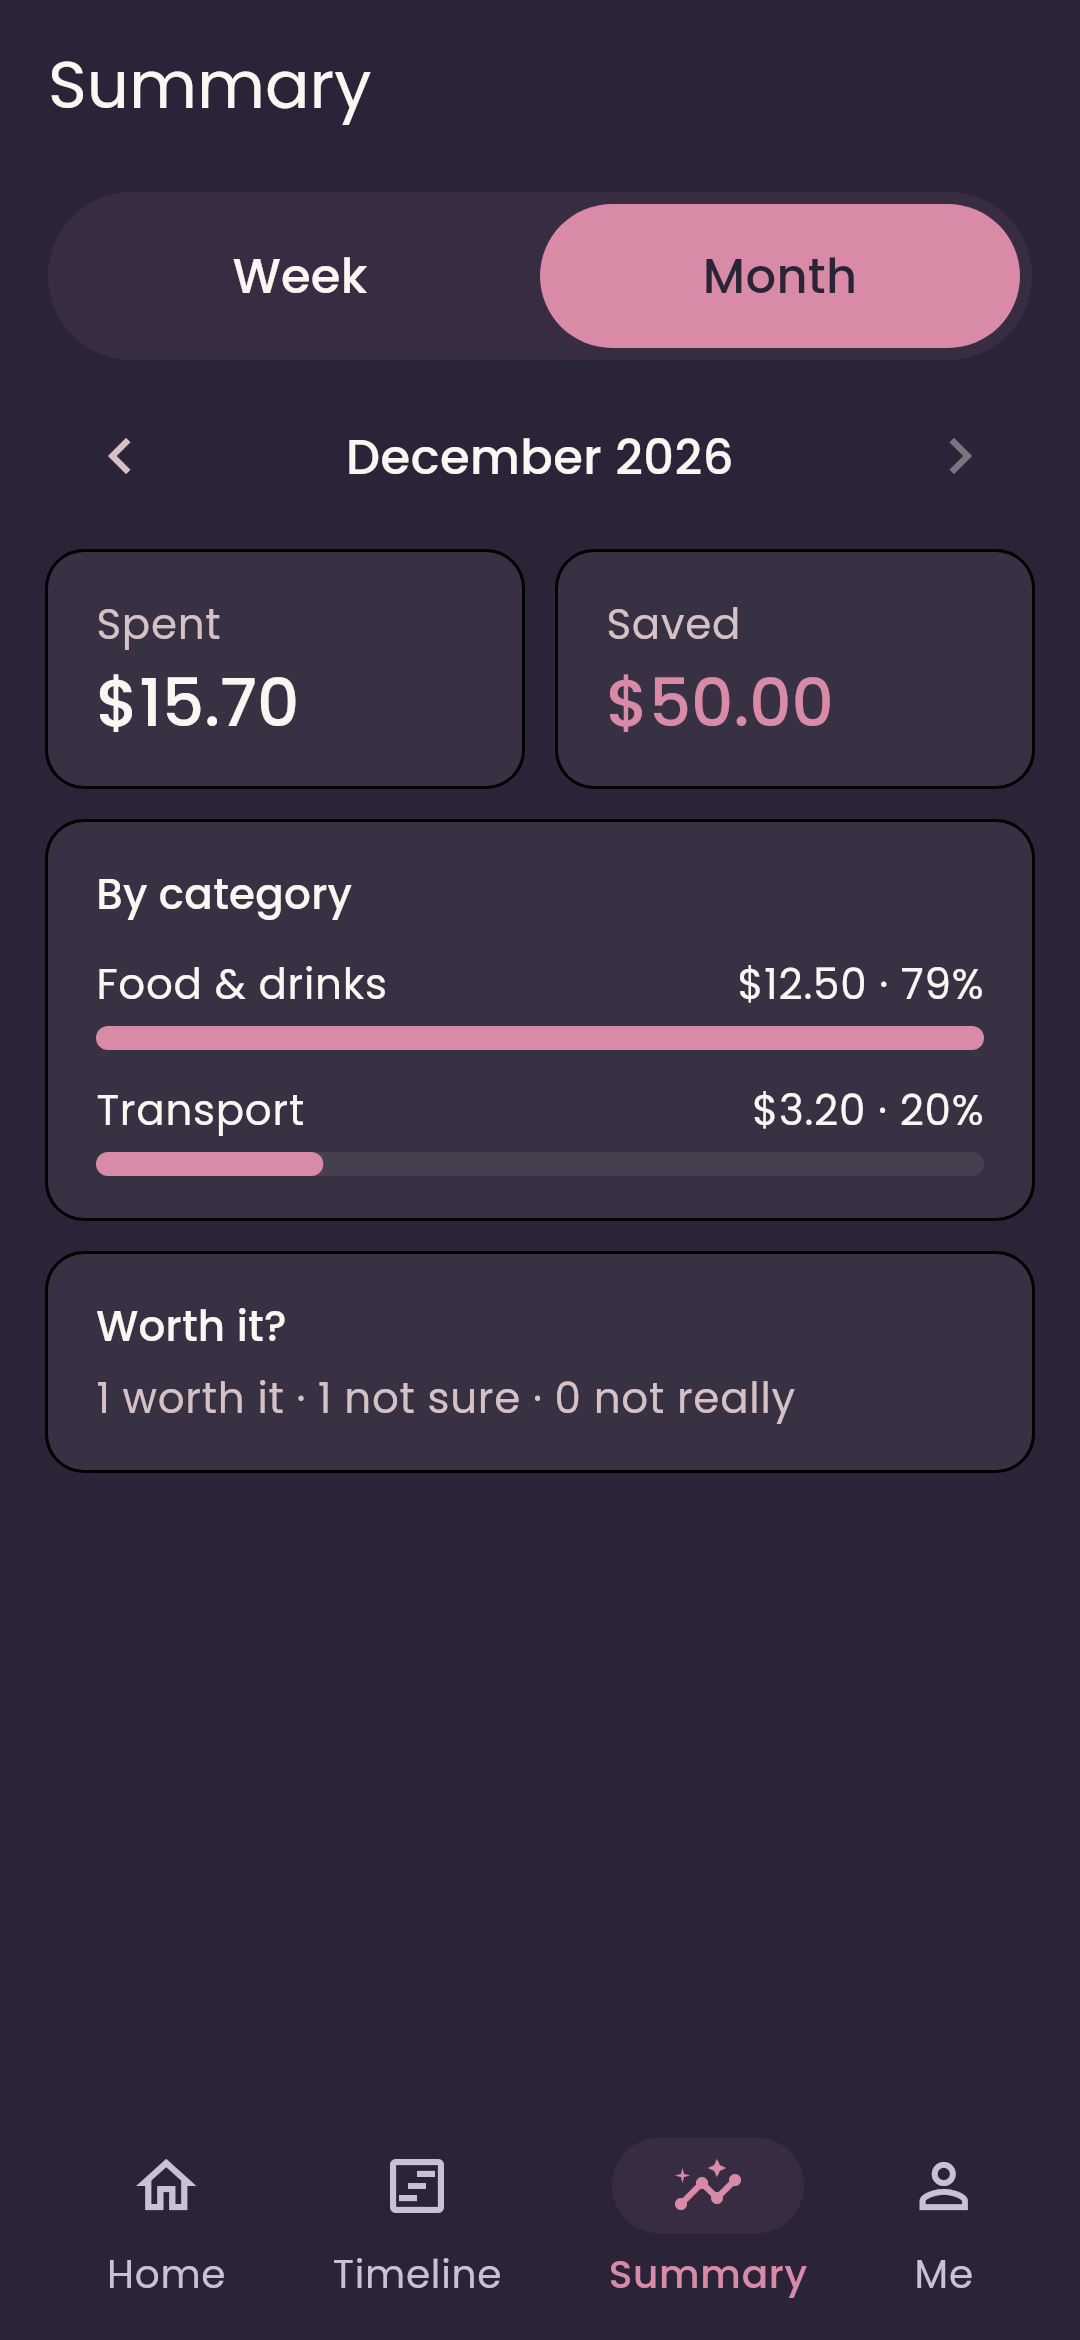 Summary
Week Month
December 2026
Spent Saved
$15.70 $50.00
By category
Food & drinks $12.50 · 79%
Transport $3.20 · 20%
Worth it?
1 worth it · 1 not sure · 0 not really
Home Timeline Summary Me